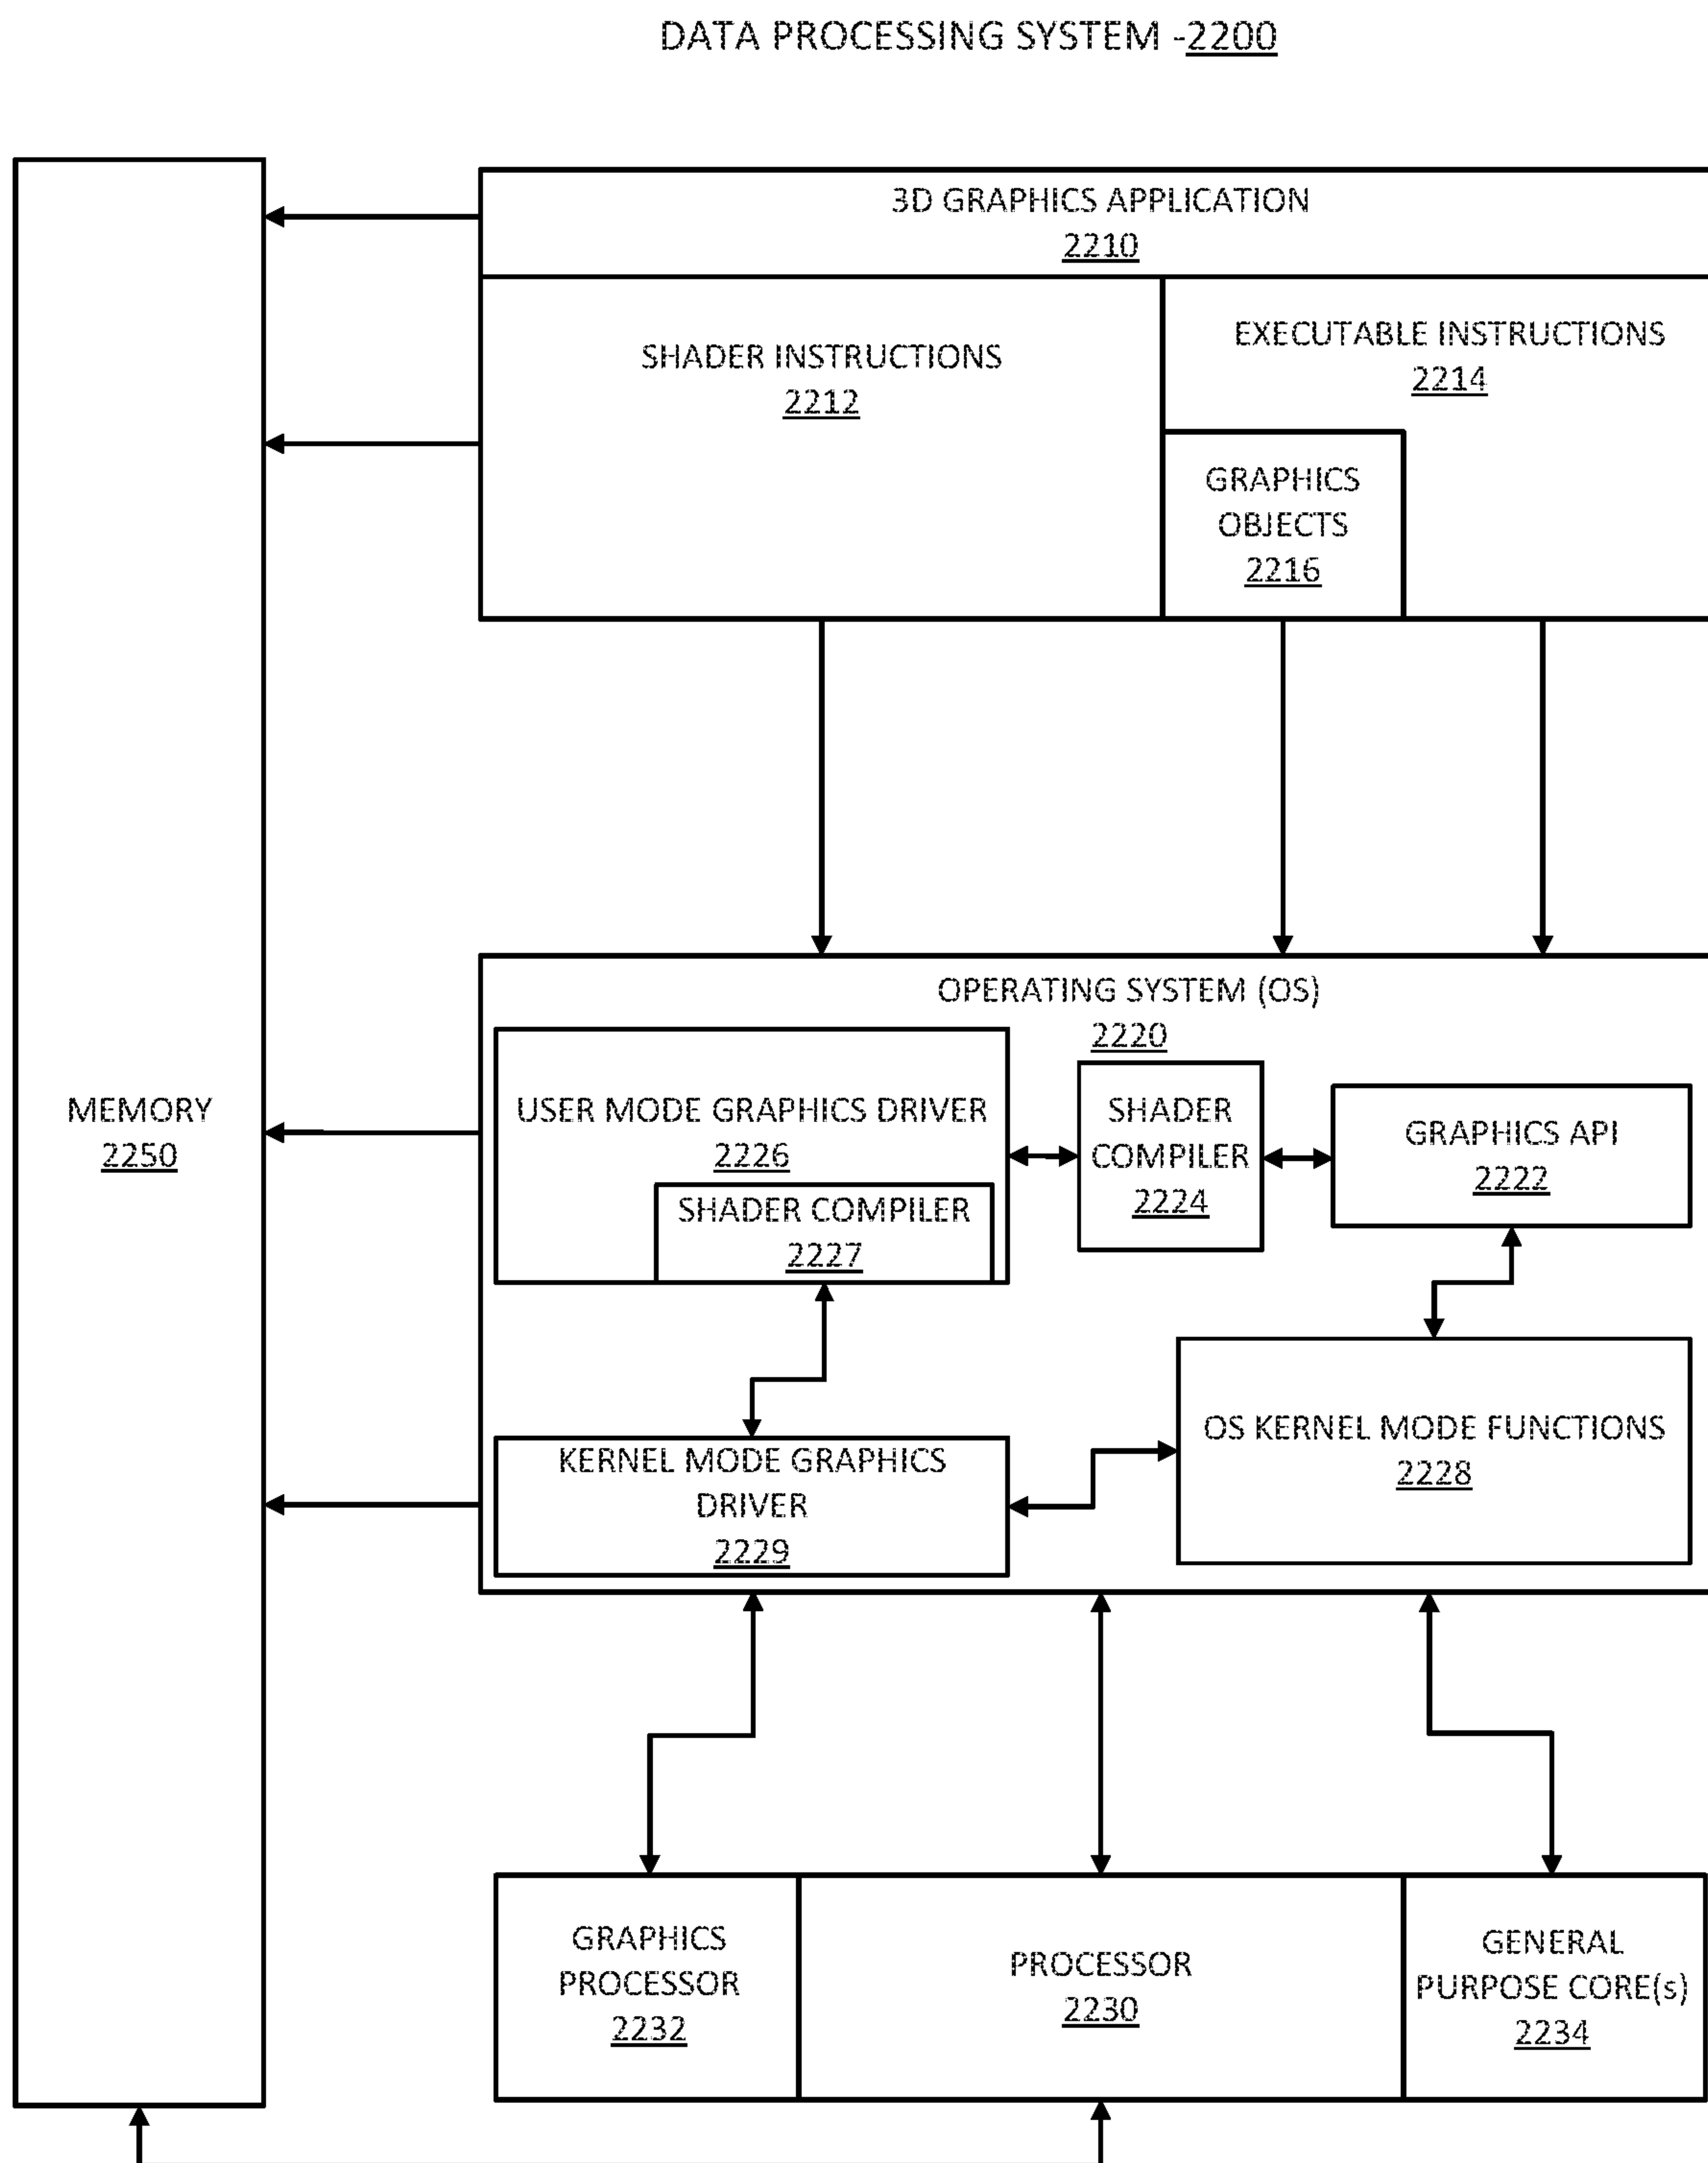 DATA PROCESSING SYSTEM -2200
3D GRAPHICS APPLICATION
2210
SHADER INSTRUCTIONS
2212
EXECUTABLE INSTRUCTIONS
2214
GRAPHICS
OBJECTS
2216
MEMORY
2250
OPERATING SYSTEM (OS)
2220
USER MODE GRAPHICS DRIVER
2226
SHADER COMPILER
2227
SHADER
COMPILER
2224
GRAPHICS API
2222
KERNEL MODE GRAPHICS
DRIVER
2229
OS KERNEL MODE FUNCTIONS
2228
GRAPHICS
PROCESSOR
2232
PROCESSOR
2230
GENERAL
PURPOSE CORE(s)
2234